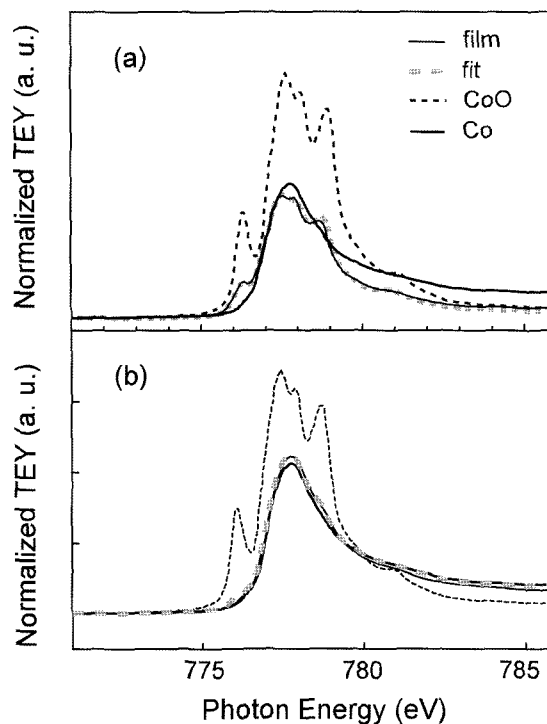 Normalized TEY (a. u.)
(a)
film
fit
CoO
Co
Normalized TEY (a. u.)
(b)
775
780
785
Photon Energy (eV)